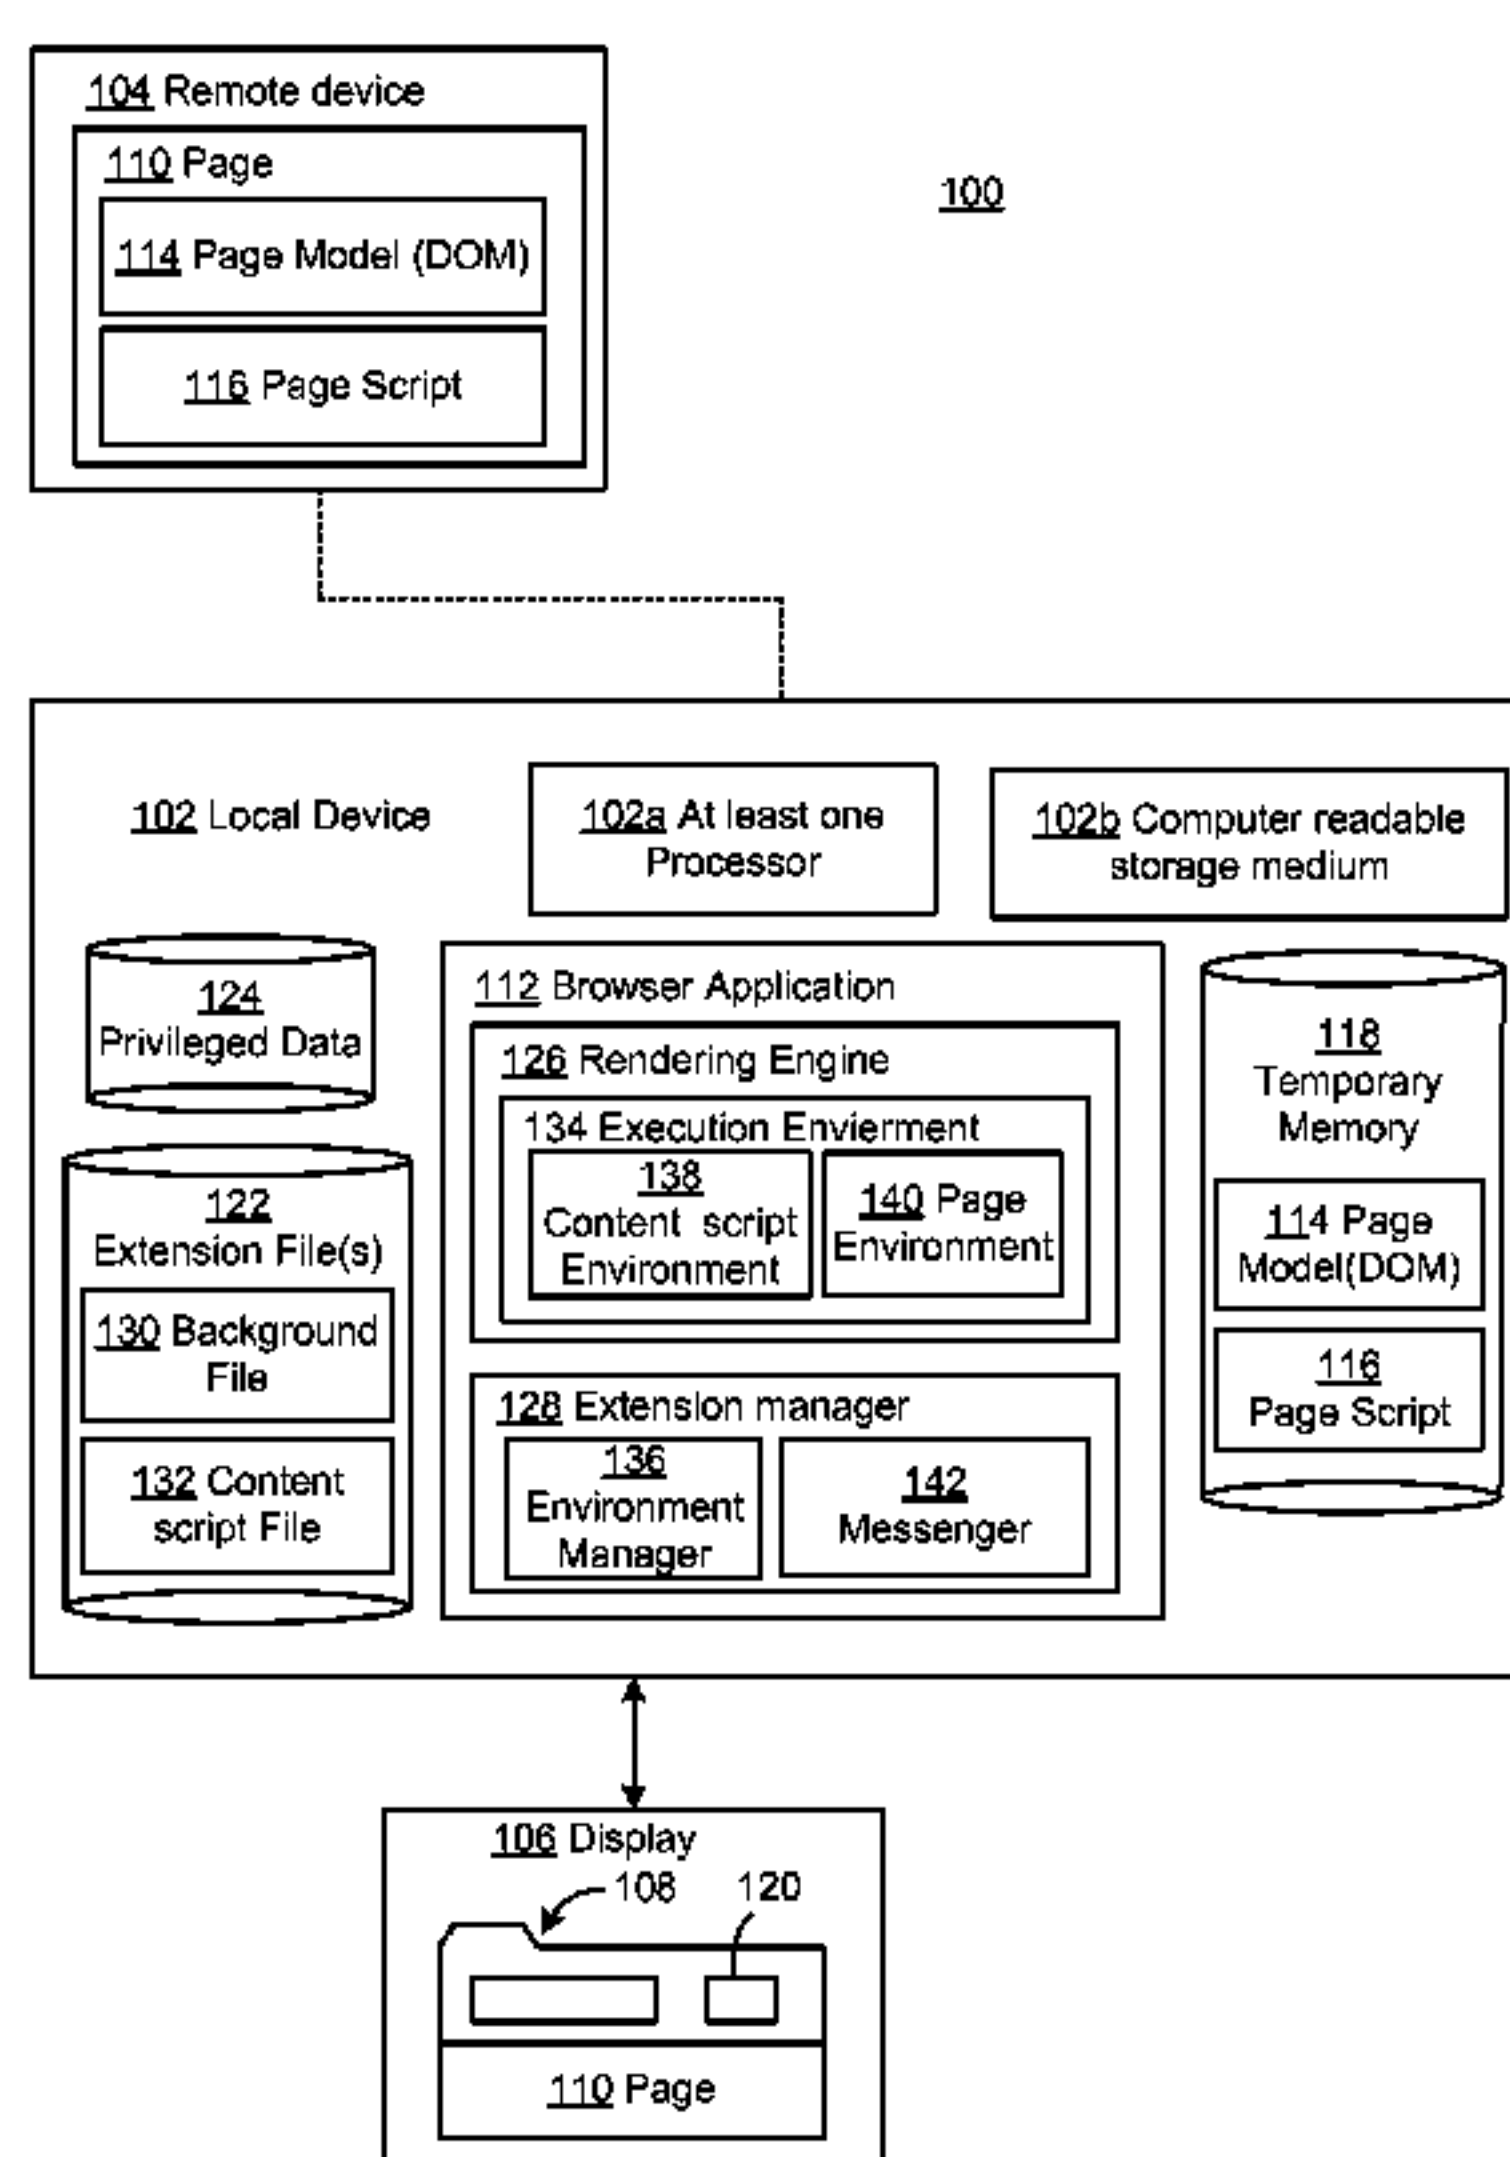 104 Remote device
110 Page
114 Page Model (DOM)
116 Page Script
100
102 Local Device
102a At least one
Processor
102b Computer readable
storage medium
124
Privileged Data
122
Extension File(s)
130 Background
File
132 Content
script File
112 Browser Application
126 Rendering Engine
134 Execution Envierment
138
Content script
Environment
140 Page
Environment
128 Extension manager
136
Environment
Manager
142
Messenger
118
Temporary
Memory
114 Page
Model(DOM)
116
Page Script
106 Display
108
120
110 Page